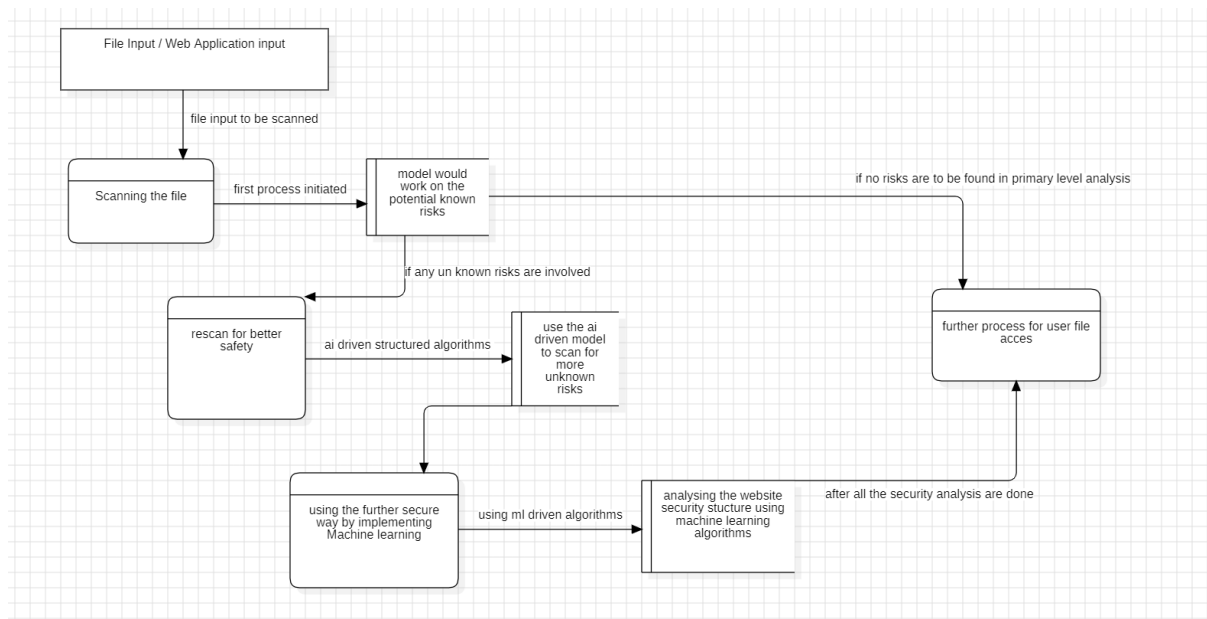 File Input / Web Application input
file input to be scanned
Scanning the file
first process initiated
model would
work on the
potential known
risks
if no risks are to be found in primary level analysis
if any un known risks are involved
rescan for better
safety
ai driven structured algorithms
use the ai
driven model
to scan for
more
unknown
risks
further process for user file
acces
using the further secure
way by implementing
Machine learning
using ml driven algorithms
analysing the website
security stucture using
machine learning
algorithms
after all the security analysis are done